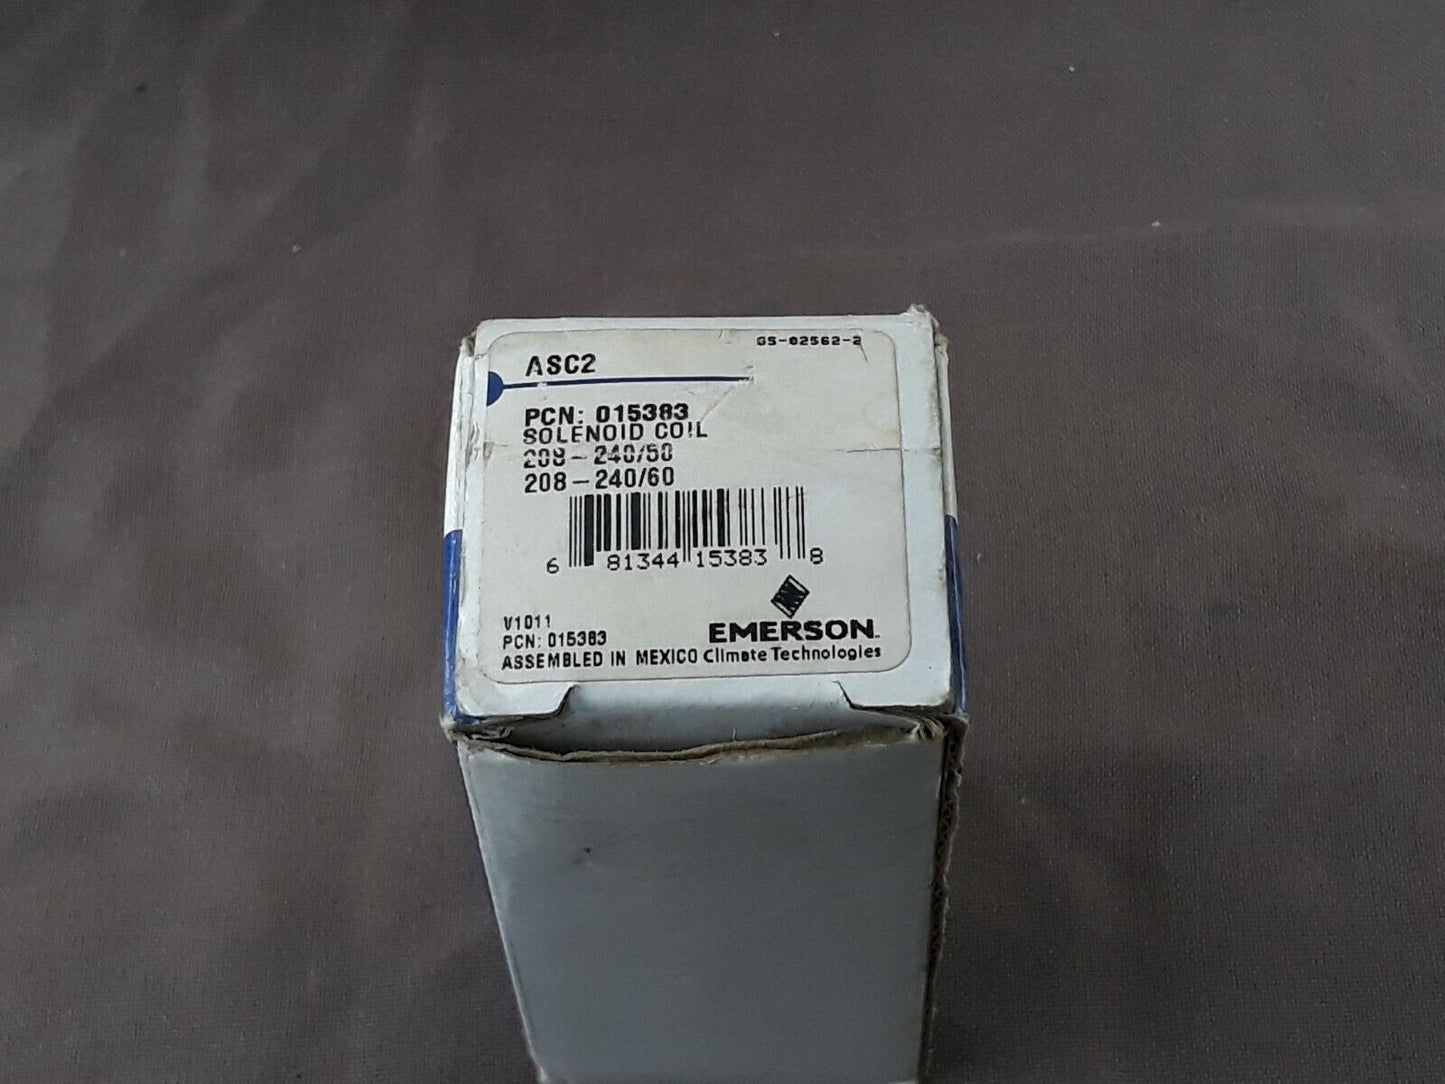 GS-02562-2
ASC2
PCN: 015383
SOLENOID COIL
208-240/50
208-240/60
6 81344 15383 8
V1011
PCN: 015383
ASSEMBLED IN MEXICO
EMERSON™
Climate Technologies